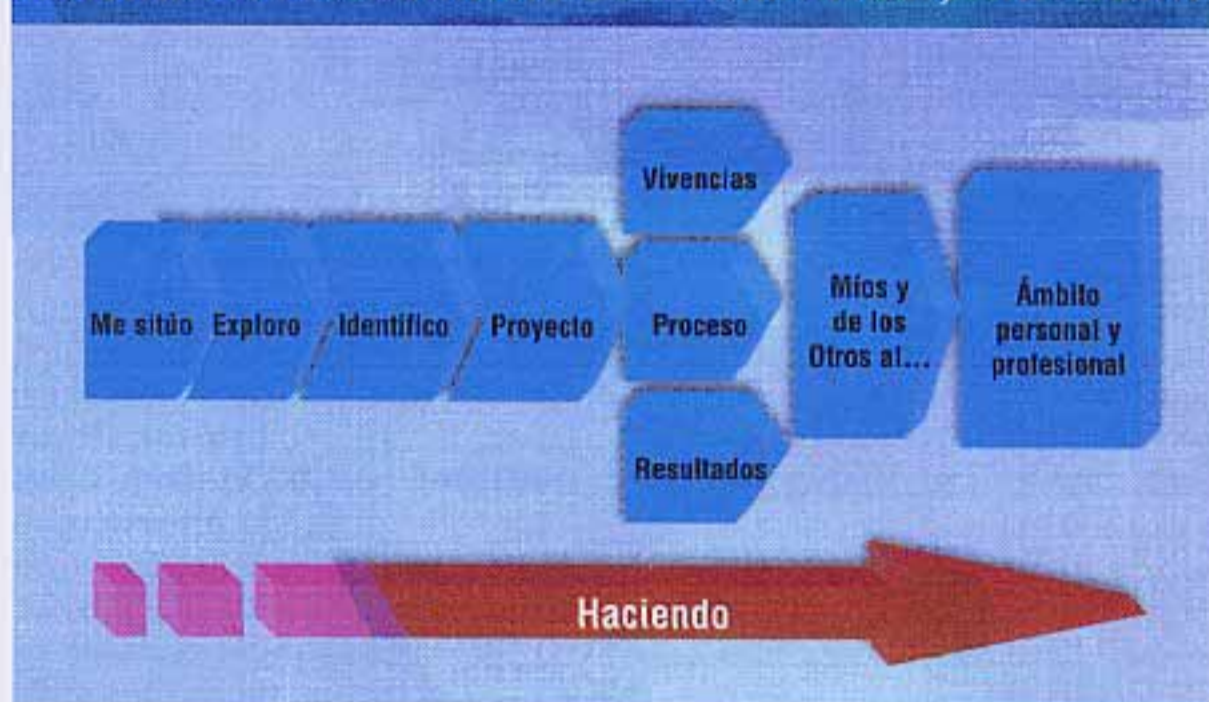 Me sitúo
Exploro
Identifico
Proyecto
Vivencias
Proceso
Resultados
Míos y
de los
Otros al...
Ámbito
personal y
profesional
Haciendo